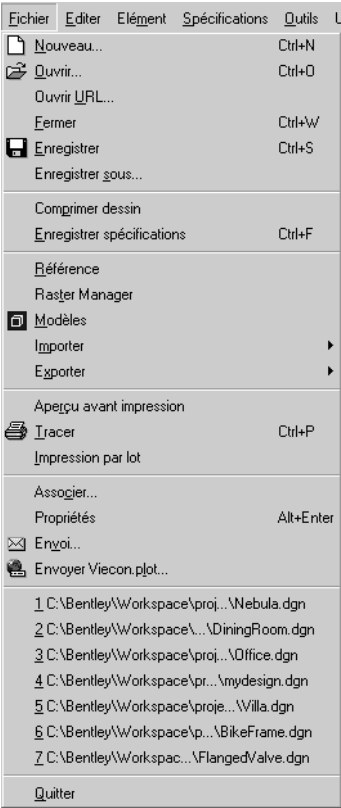 Fichier Editer Elément Spécifications Outils
Nouveau... Ctrl+N
Ouvrir... Ctrl+O
Ouvrir URL...
Fermer Ctrl+W
Enregistrer Ctrl+S
Enregistrer sous...
Comprimer dessin
Enregistrer spécifications Ctrl+F
Référence
Raster Manager
Modèles
Importer
Exporter
Aperçu avant impression
Tracer Ctrl+P
Impression par lot
Associer...
Propriétés Alt+Enter
Envoi...
Envoyer Viecon.plot...
1 C:\Bentley\Workspace\proj...\Nebula.dgn
2 C:\Bentley\Workspace\...\DiningRoom.dgn
3 C:\Bentley\Workspace\proj...\Office.dgn
4 C:\Bentley\Workspace\pr...\mydesign.dgn
5 C:\Bentley\Workspace\proje...\Villa.dgn
6 C:\Bentley\Workspace\p...\BikeFrame.dgn
7 C:\Bentley\Workspac...\FlangedValve.dgn
Quitter